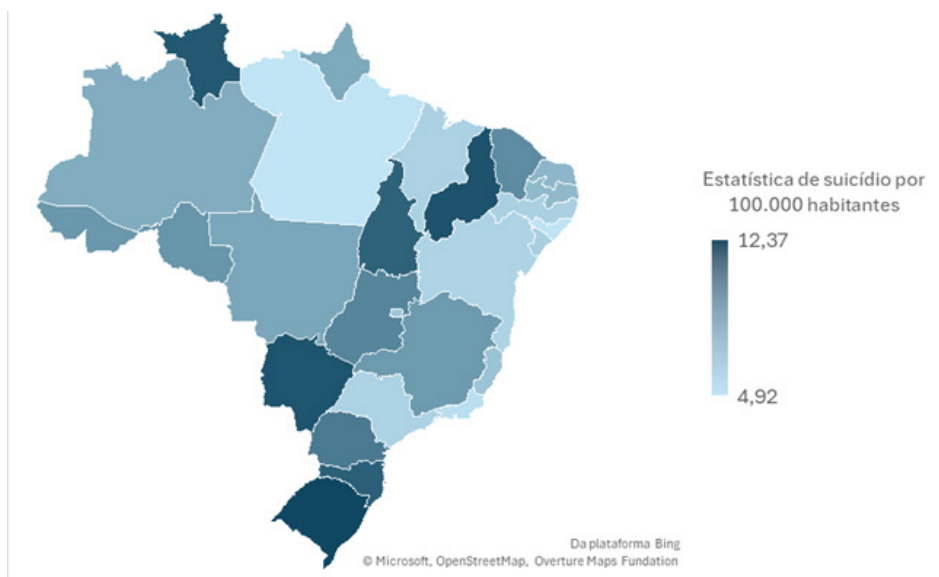 Estatística de suicídio por
100.000 habitantes
12,37
4,92
Da plataforma Bing
© Microsoft, OpenStreetMap, Overture Maps Fundation